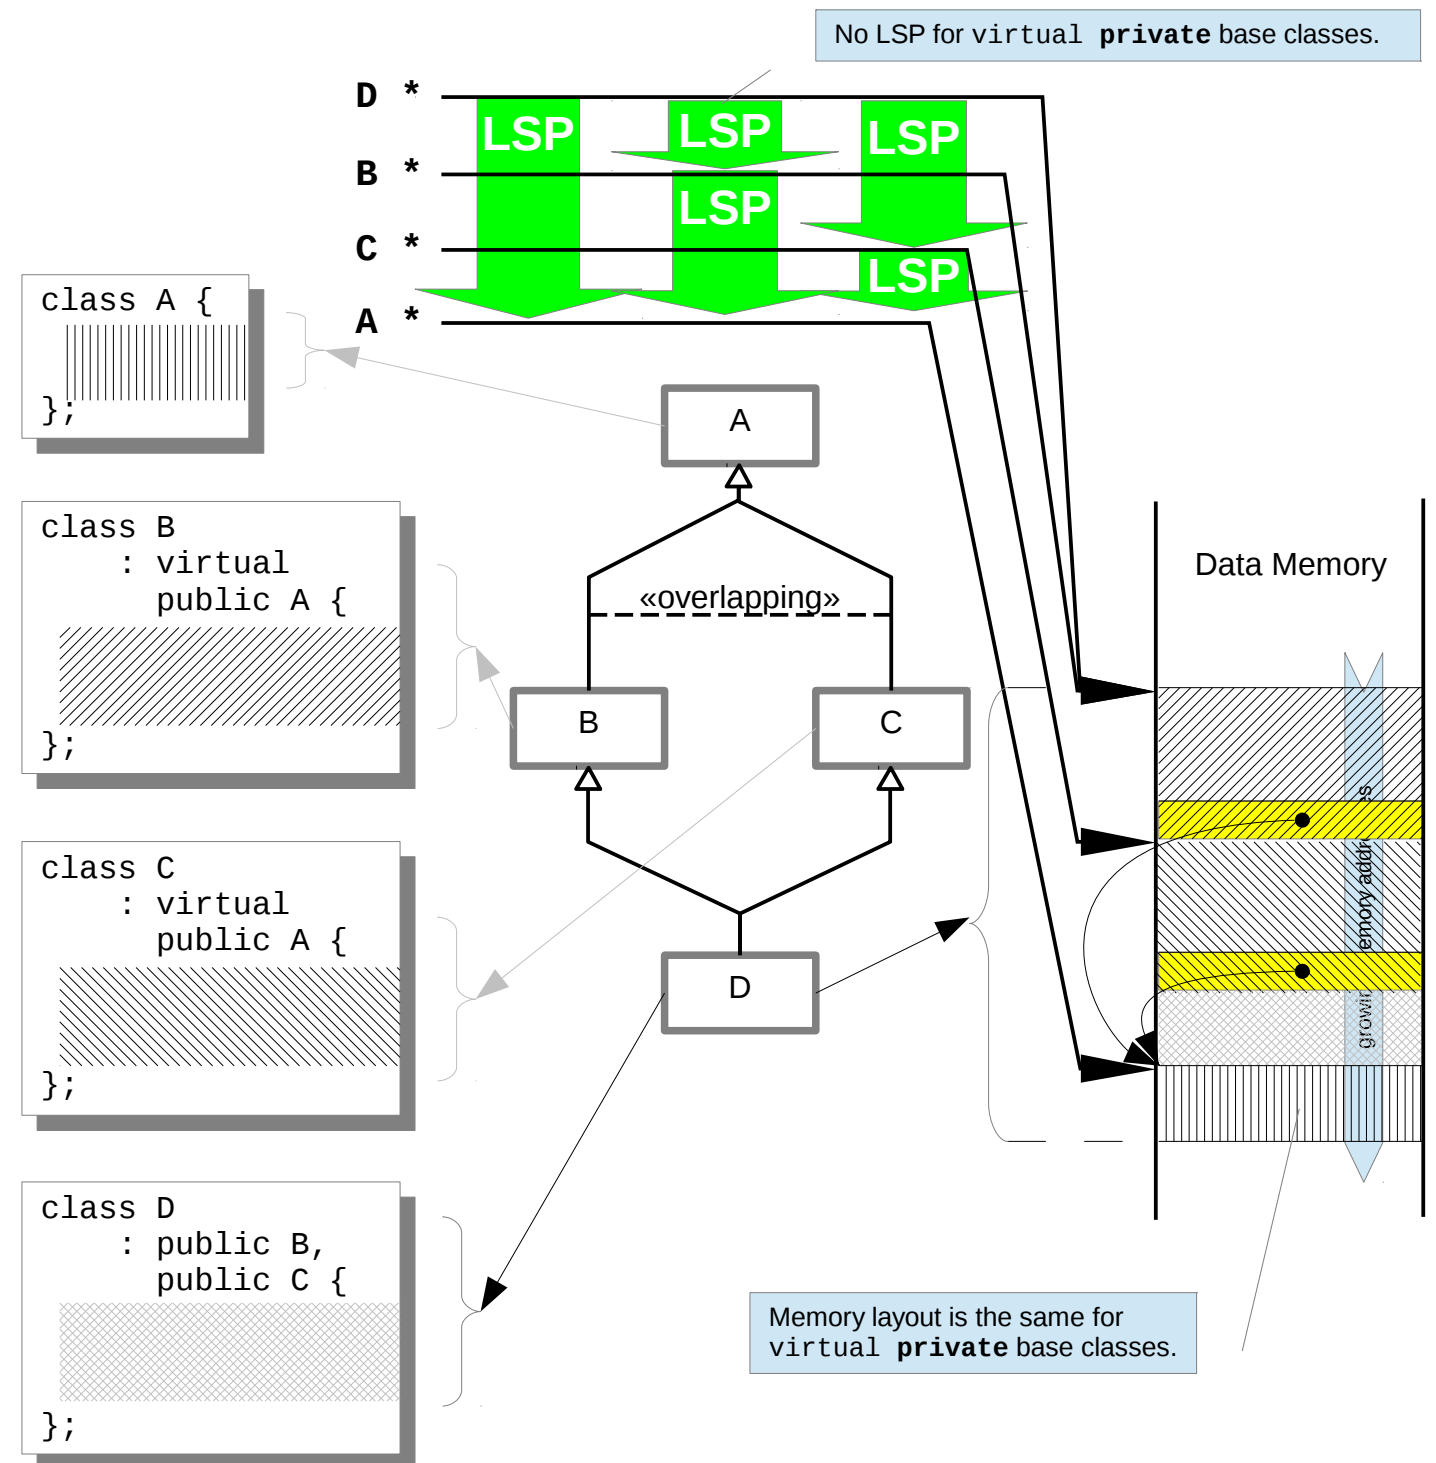 No LSP for virtual private base classes.
D *
LSP
LSP
LSP
B *
LSP
C *
LSP
A *
class A {
};
A
class B
: virtual
public A {
};
«overlapping»
Data Memory
B
C
class C
: virtual
public A {
};
D
class D
: public B,
public C {
};
Memory layout is the same for
virtual private base classes.